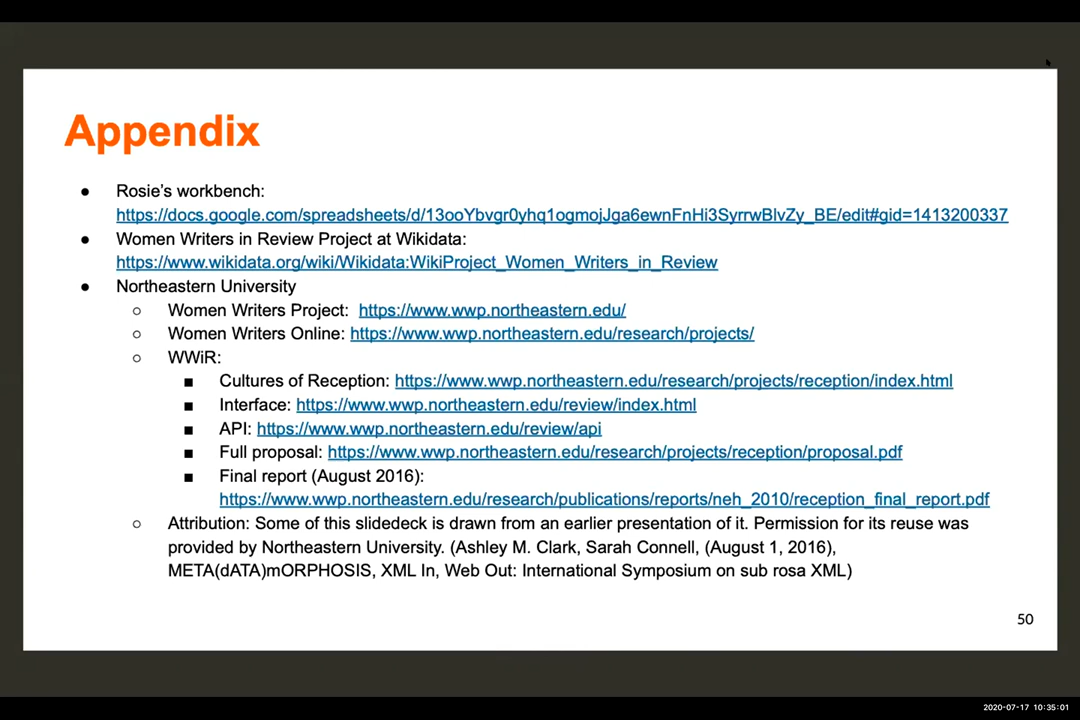 Appendix
● Rosie’s workbench:
https://docs.google.com/spreadsheets/d/13ooYbvgr0yhq1ogmojJga6ewnFnHi3SyrrwBlvZy_BE/edit#gid=1413200337
● Women Writers in Review Project at Wikidata:
https://www.wikidata.org/wiki/Wikidata:WikiProject_Women_Writers_in_Review
● Northeastern University
○ Women Writers Project: https://www.wwp.northeastern.edu/
○ Women Writers Online: https://www.wwp.northeastern.edu/research/projects/
○ WWiR:
■ Cultures of Reception: https://www.wwp.northeastern.edu/research/projects/reception/index.html
■ Interface: https://www.wwp.northeastern.edu/review/index.html
■ API: https://www.wwp.northeastern.edu/review/api
■ Full proposal: https://www.wwp.northeastern.edu/research/projects/reception/proposal.pdf
■ Final report (August 2016):
https://www.wwp.northeastern.edu/research/publications/reports/neh_2010/reception_final_report.pdf
○ Attribution: Some of this slidedeck is drawn from an earlier presentation of it. Permission for its reuse was
provided by Northeastern University. (Ashley M. Clark, Sarah Connell, (August 1, 2016),
META(dATA)mORPHOSIS, XML In, Web Out: International Symposium on sub rosa XML)
50
2020-07-17 10:35:01